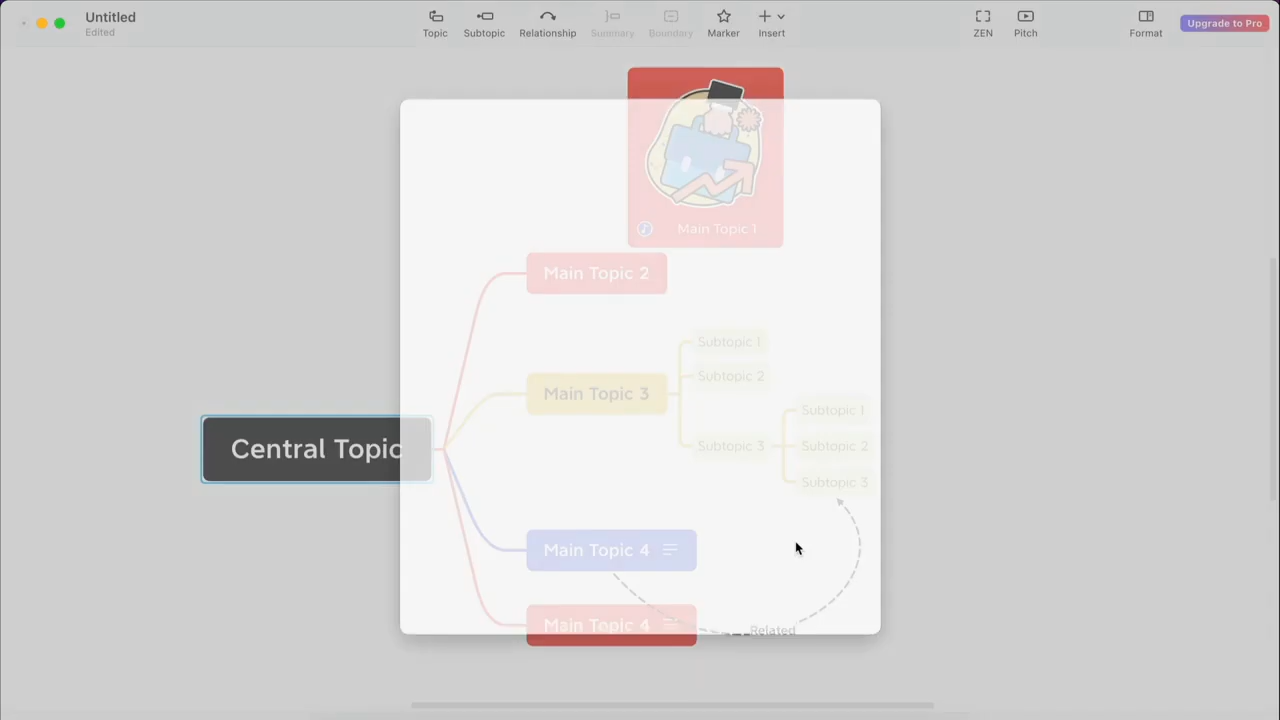 Untitled
Edited
Topic
Subtopic
Relationship
Summary
Boundary
Marker
Insert
ZEN
Pitch
Format
Upgrade to Pro
Main Topic 1
Main Topic 2
Subtopic 1
Subtopic 2
Main Topic 3
Subtopic 1
Subtopic 3
Subtopic 2
Central Topic
Subtopic 3
Main Topic 4
Main Topic 4
Related